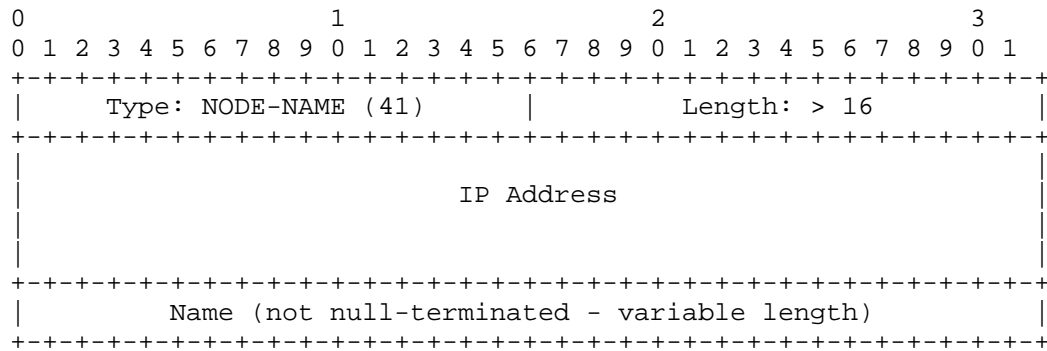 0                   1                   2                   3
0 1 2 3 4 5 6 7 8 9 0 1 2 3 4 5 6 7 8 9 0 1 2 3 4 5 6 7 8 9 0 1
+-+-+-+-+-+-+-+-+-+-+-+-+-+-+-+-+-+-+-+-+-+-+-+-+-+-+-+-+-+-+-+-+
|     Type: NODE-NAME (41)      |         Length: > 16          |
+-+-+-+-+-+-+-+-+-+-+-+-+-+-+-+-+-+-+-+-+-+-+-+-+-+-+-+-+-+-+-+-+
|                                                               |
|                           IP Address                          |
|                                                               |
|                                                               |
+-+-+-+-+-+-+-+-+-+-+-+-+-+-+-+-+-+-+-+-+-+-+-+-+-+-+-+-+-+-+-+-+
|         Name (not null-terminated - variable length)          |
+-+-+-+-+-+-+-+-+-+-+-+-+-+-+-+-+-+-+-+-+-+-+-+-+-+-+-+-+-+-+-+-+